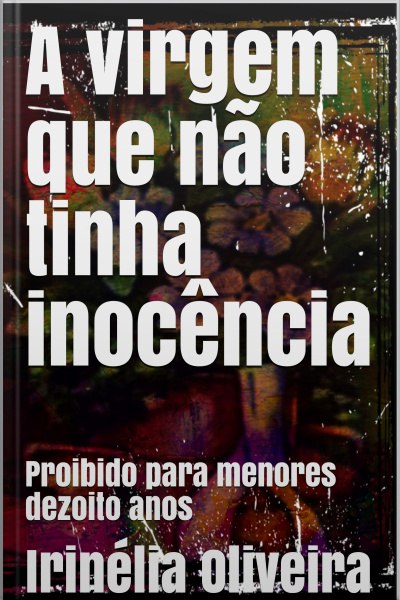 A virgem
que não
tinha
inocência
Proibido para menores
dezoito anos
Irinélia Oliveira